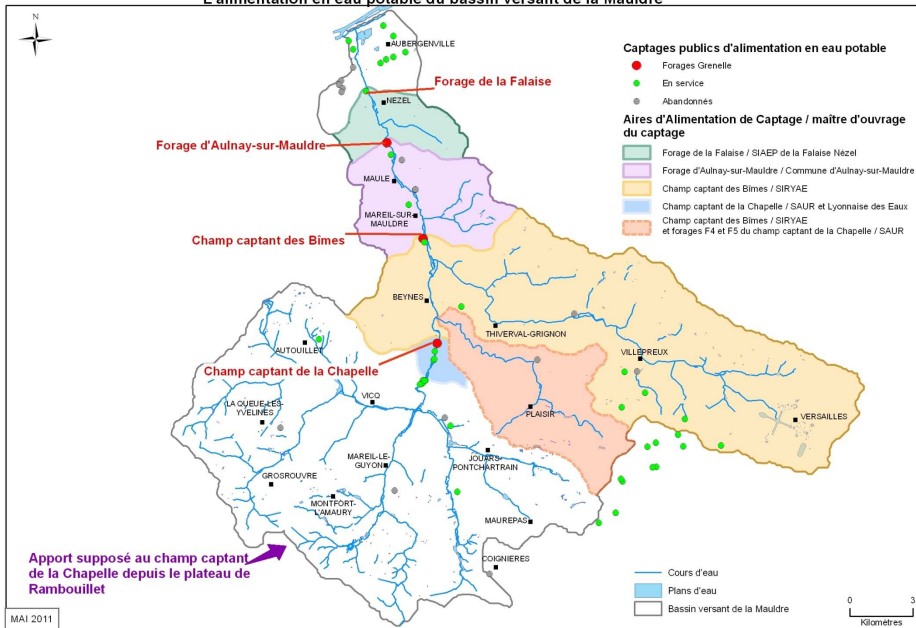 L'alimentation en eau potable du bassin versant de la Mauldre
N
AUBERGENVILLE
Captages publics d'alimentation en eau potable
Forages Grenelle
En service
Abandonnés
Aires d'Alimentation de Captage / maître d'ouvrage
du captage
Forage de la Falaise / SIAEP de la Falaise Nézel
Forage d'Aulnay-sur-Mauldre / Commune d'Aulnay-sur-Mauldre
Champ captant des Bîmes / SIRYAE
Champ captant de la Chapelle / SAUR et Lyonnaise des Eaux
Champ captant des Bîmes / SIRYAE
et forages F4 et F5 du champ captant de la Chapelle / SAUR
Forage de la Falaise
NEZEL
Forage d'Aulnay-sur-Mauldre
MAULE
MAREIL-SUR-
MAULDRE
Champ captant des Bîmes
BEYNES
THIVERVAL-GRIGNON
AUTOUILLET
VILLEPREUX
Champ captant de la Chapelle
VICQ
LA QUEUE-LES-
YVELINES
PLAISIR
VERSAILLES
MAREIL-LE-
GUYON
JOUARS-
PONTCHARTRAIN
GROSROUVRE
MONTFORT-
L'AMAURY
MAUREPAS
COIGNIERES
Apport supposé au champ captant
de la Chapelle depuis le plateau de
Rambouillet
Cours d'eau
Plans d'eau
Bassin versant de la Mauldre
0 3
Kilomètres
MAI 2011